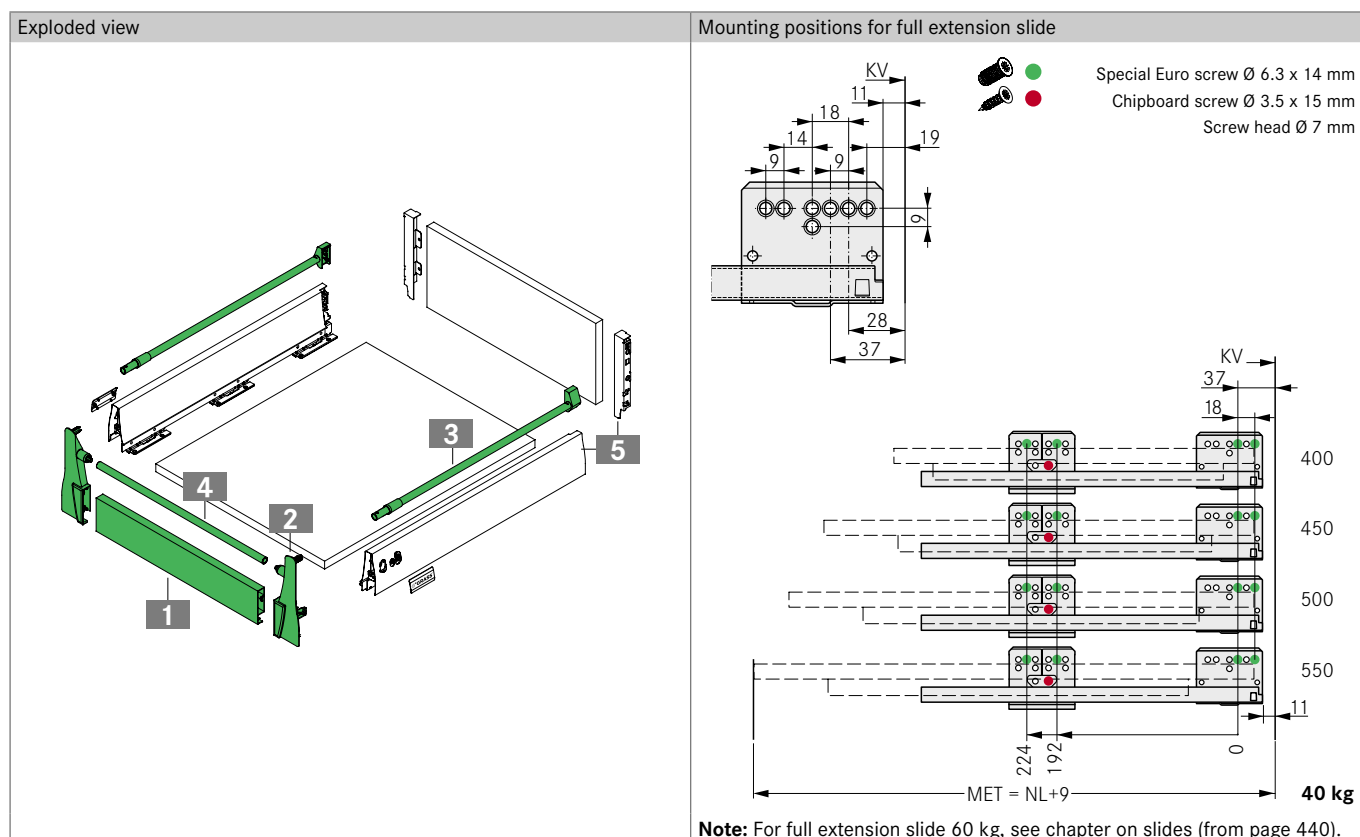 Exploded view
3
5
4
2
1
Mounting positions for full extension slide
Special Euro screw Ø 6.3 x 14 mm
Chipboard screw Ø 3.5 x 15 mm
Screw head Ø 7 mm
KV
11
18
14
19
9
9
9
28
37
KV
37
18
400
450
500
550
11
224
192
0
MET = NL+9
40 kg
Note: For full extension slide 60 kg, see chapter on slides (from page 440).